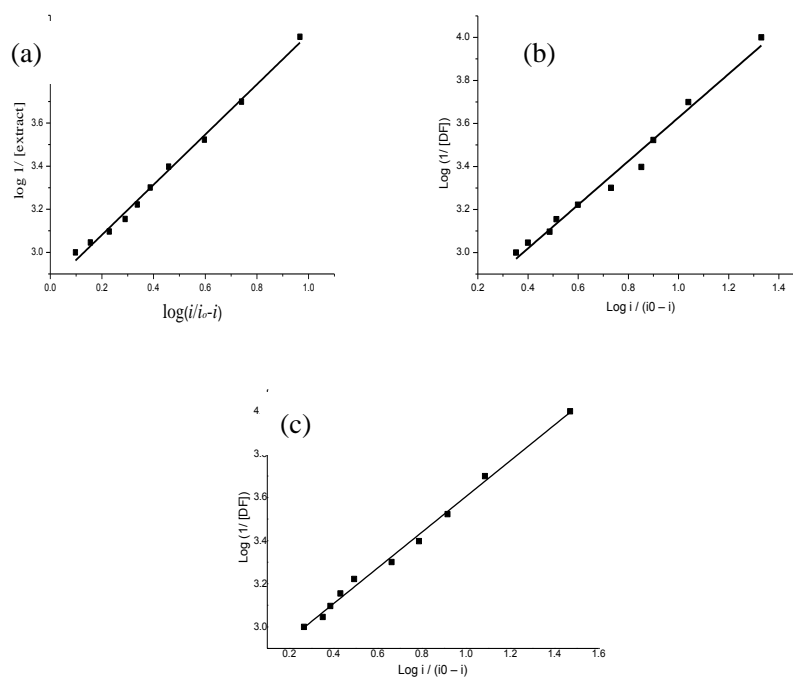 (a)
log 1/ [extract]
3.6
3.4
3.2
3.0
0.0 0.2 0.4 0.6 0.8 1.0
log(i/iₒ-i)
(b)
Log (1/ [DF])
4.0
3.8
3.6
3.4
3.2
3.0
0.2 0.4 0.6 0.8 1.0 1.2 1.4
Log i / (i0 – i)
(c)
Log (1/ [DF])
4.
3.
3.
3.4
3.2
3.0
0.2 0.4 0.6 0.8 1.0 1.2 1.4 1.6
Log i / (i0 – i)